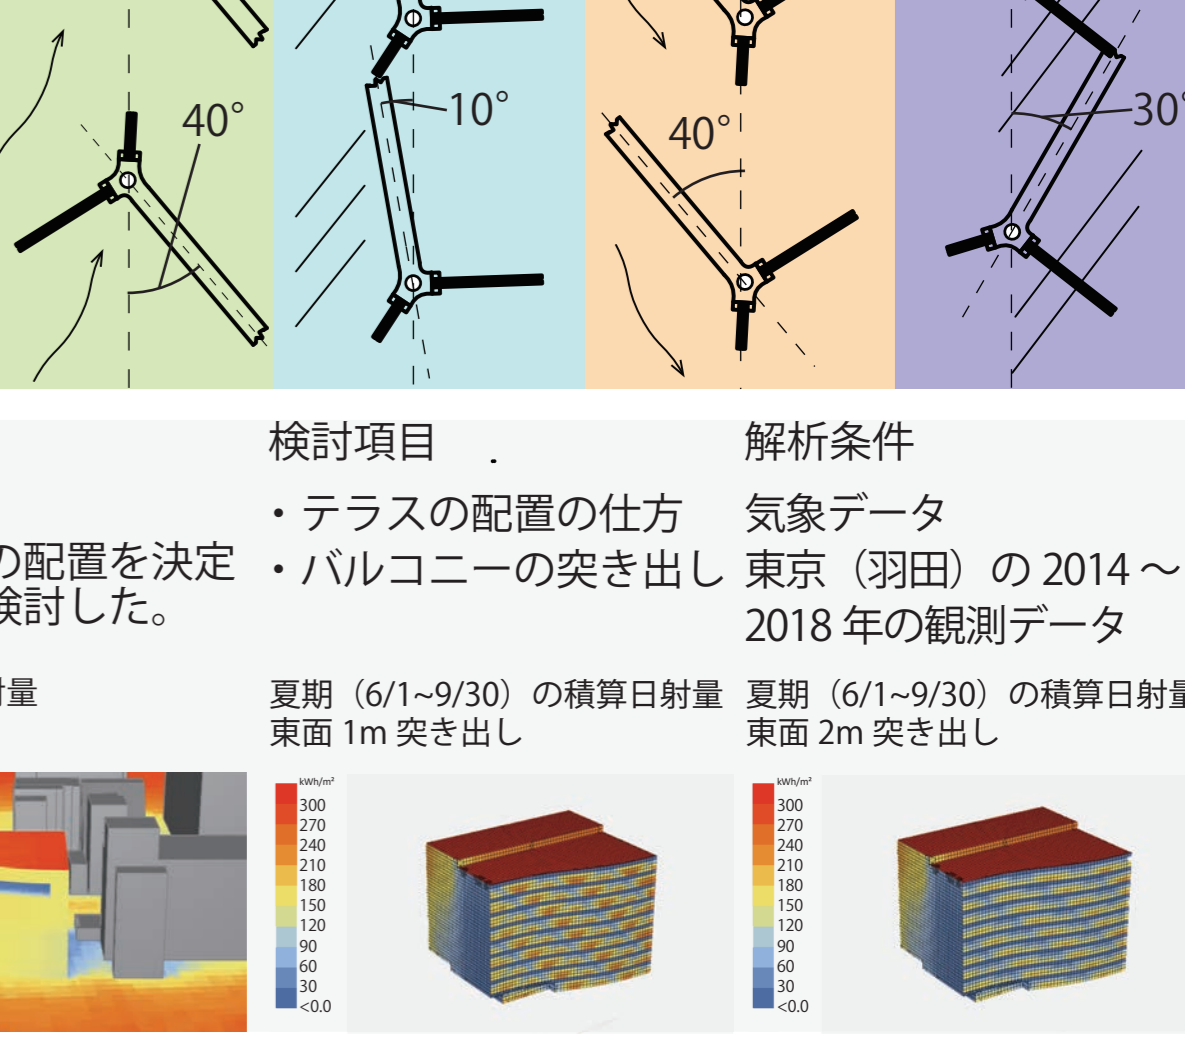 40°
10°
40°
30°
の配置を決定
検討した。
射量
検討項目
・テラスの配置の仕方
・バルコニーの突き出し
夏期（6/1~9/30）の積算日射量
東面 1m 突き出し
kWh/m²
300
270
240
210
180
150
120
90
60
30
<0.0
解析条件
気象データ
東京（羽田）の 2014 ～
2018 年の観測データ
夏期（6/1~9/30）の積算日射量
東面 2m 突き出し
kWh/m²
300
270
240
210
180
150
120
90
60
30
<0.0